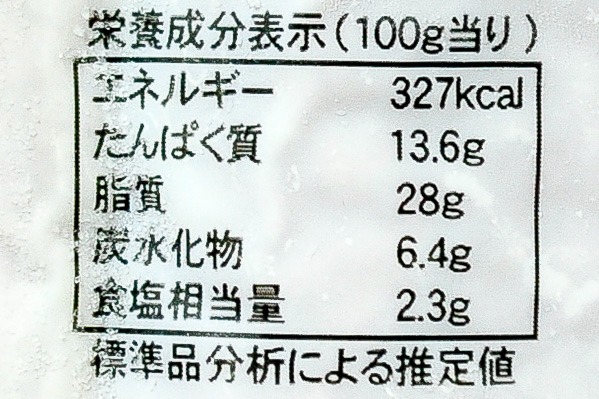 栄養成分表示(100g当り)
エネルギー 327kcal
たんぱく質 13.6g
脂質 28g
炭水化物 6.4g
食塩相当量 2.3g
標準品分析による推定値